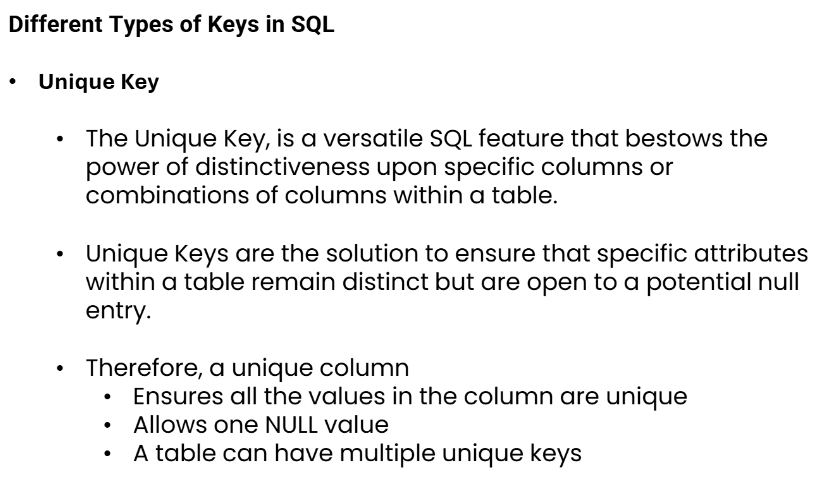 Different Types of Keys in SQL
• Unique Key
• The Unique Key, is a versatile SQL feature that bestows the
power of distinctiveness upon specific columns or
combinations of columns within a table.
• Unique Keys are the solution to ensure that specific attributes
within a table remain distinct but are open to a potential null
entry.
• Therefore, a unique column
• Ensures all the values in the column are unique
• Allows one NULL value
• A table can have multiple unique keys